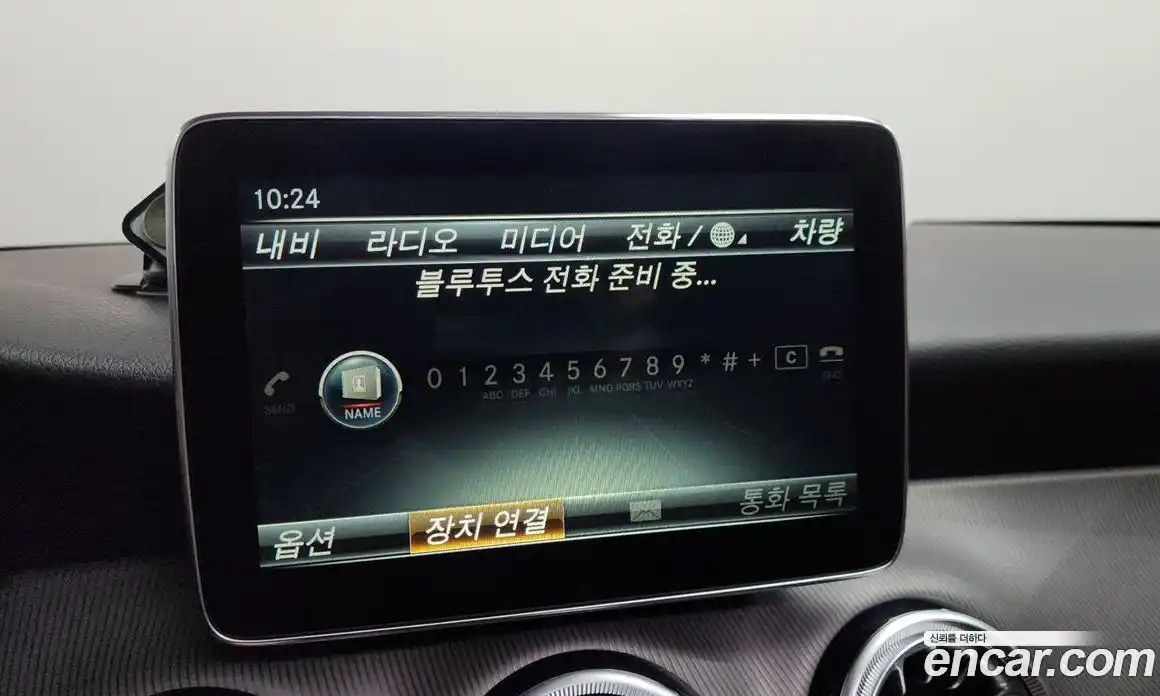 10:24
내비 라디오 미디어 전화 / 차량
블루투스 전화 준비 중...
0 1 2 3 4 5 6 7 8 9 * # + C
SEND NAME ABC DEF GHI JKL MNO PQRS TUV WXYZ END
옵션 장치 연결 통화 목록
신뢰를 더하다
encar.com